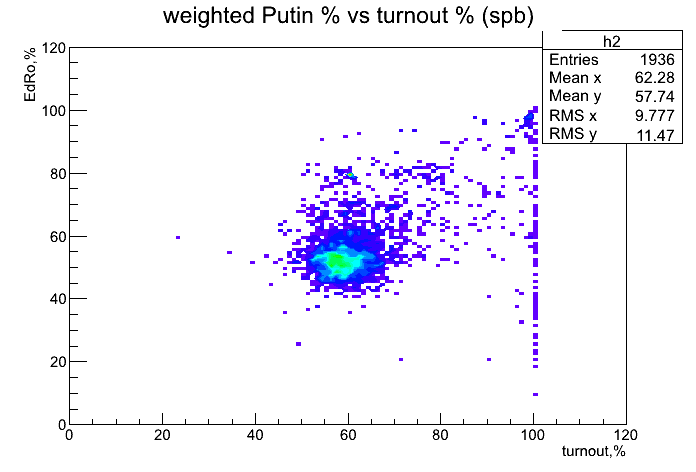 weighted Putin % vs turnout % (spb)
h2
Entries 1936
Mean x 62.28
Mean y 57.74
RMS x 9.777
RMS y 11.47
EdRo,%
120
100
80
60
40
20
0
0 20 40 60 80 100 120
turnout,%